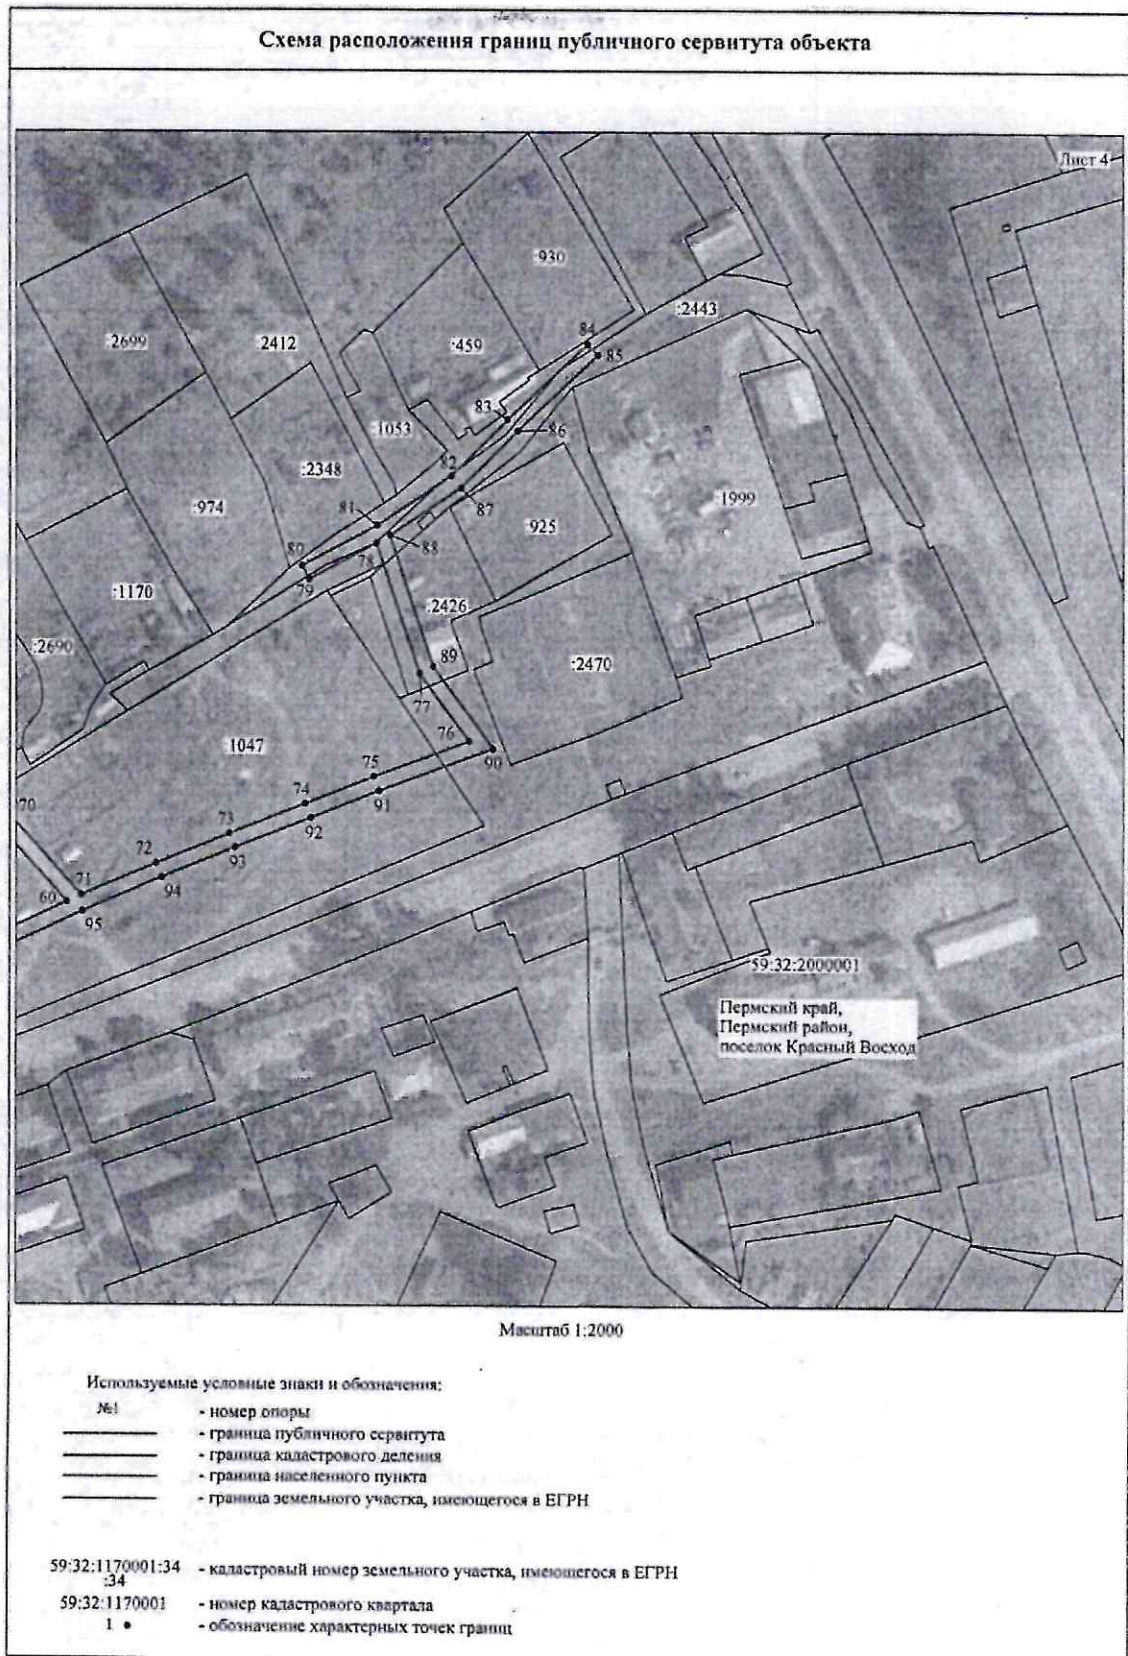 Схема расположения границ публичного сервитута объекта
Лист 4
:930
:2443
84
:2699
:2412
:459
85
83
86
:1053
82
:2348
:1999
87
:974
81
:925
88
78
80
79
:1170
:2426
:2690
89
:2470
77
:1047
76
90
75
91
74
92
70
73
93
72
94
71
60
95
59:32:2000001
Пермский край,
Пермский район,
поселок Красный Восход
Масштаб 1:2000
Используемые условные знаки и обозначения:
№1 - номер опоры
- граница публичного сервитута
- граница кадастрового деления
- граница населенного пункта
- граница земельного участка, имеющегося в ЕГРН
59:32:1170001:34 - кадастровый номер земельного участка, имеющегося в ЕГРН
:34
59:32:1170001 - номер кадастрового квартала
1 ● - обозначение характерных точек границ